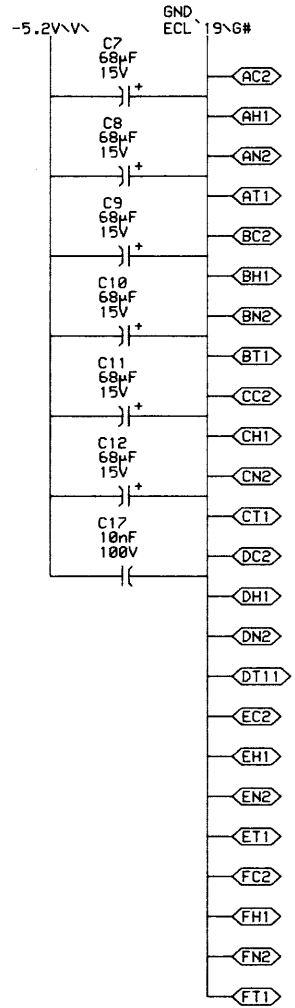 GND
-5.2V\V\ ECL`19\G#
C7
68µF
15V
+
AC2
AH1
C8
68µF
15V
+
AN2
AT1
C9
68µF
15V
+
BC2
BH1
C10
68µF
15V
+
BN2
BT1
C11
68µF
15V
+
CC2
CH1
C12
68µF
15V
+
CN2
CT1
C17
10nF
100V
DC2
DH1
DN2
DT11
EC2
EH1
EN2
ET1
FC2
FH1
FN2
FT1